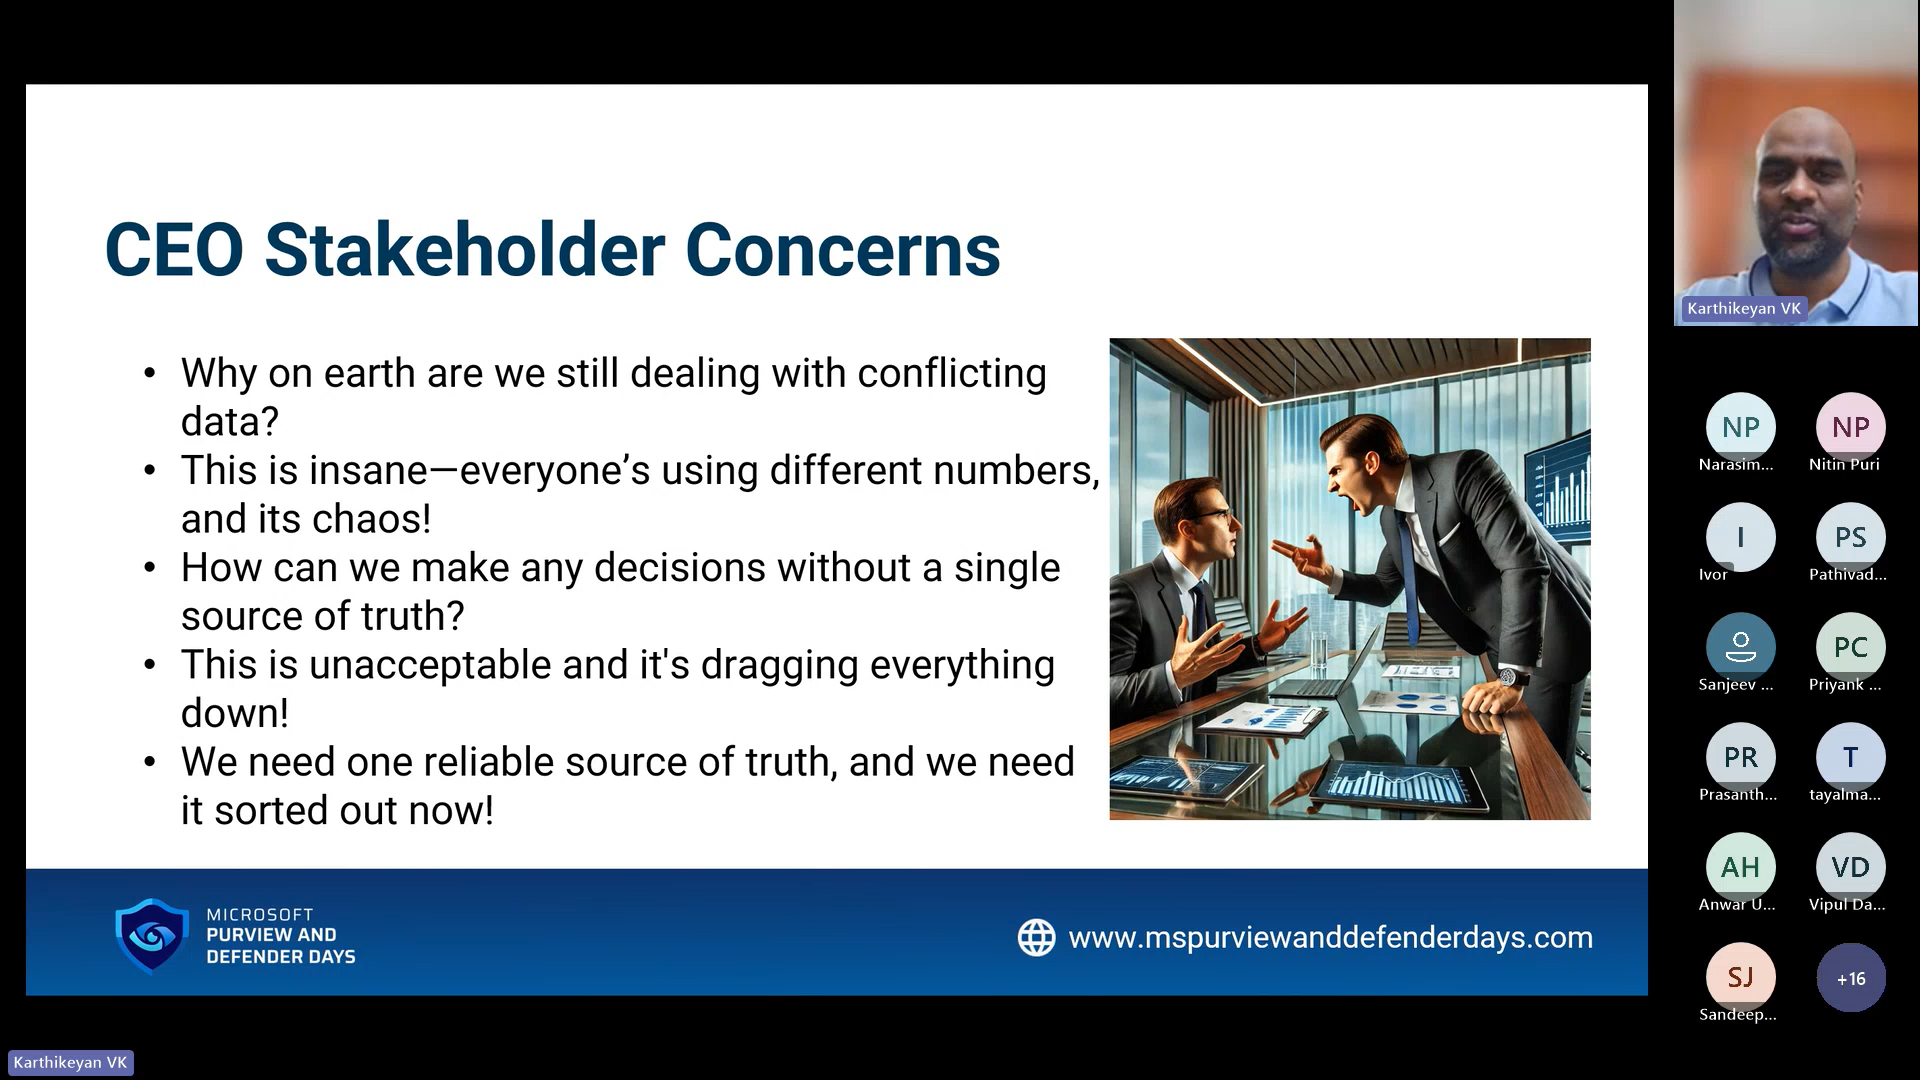 CEO Stakeholder Concerns
• Why on earth are we still dealing with conflicting
data?
• This is insane—everyone’s using different numbers,
and its chaos!
• How can we make any decisions without a single
source of truth?
• This is unacceptable and it's dragging everything
down!
• We need one reliable source of truth, and we need
it sorted out now!
MICROSOFT
PURVIEW AND
DEFENDER DAYS
www.mspurviewanddefenderdays.com
Karthikeyan VK
Karthikeyan VK
NP
Narasim...
NP
Nitin Puri
I
Ivor
PS
Pathivad...
Sanjeev ...
PC
Priyank ...
PR
Prasanth...
T
tayalma...
AH
Anwar U...
VD
Vipul Da...
SJ
Sandeep...
+16